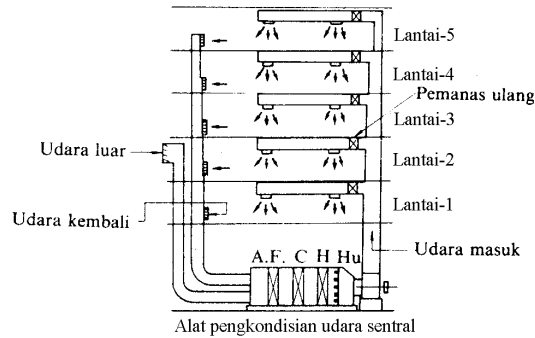 Lantai-5
Lantai-4
Pemanas ulang
Lantai-3
Udara luar
Lantai-2
Lantai-1
Udara kembali
Udara masuk
A.F. C H Hu
Alat pengkondisian udara sentral